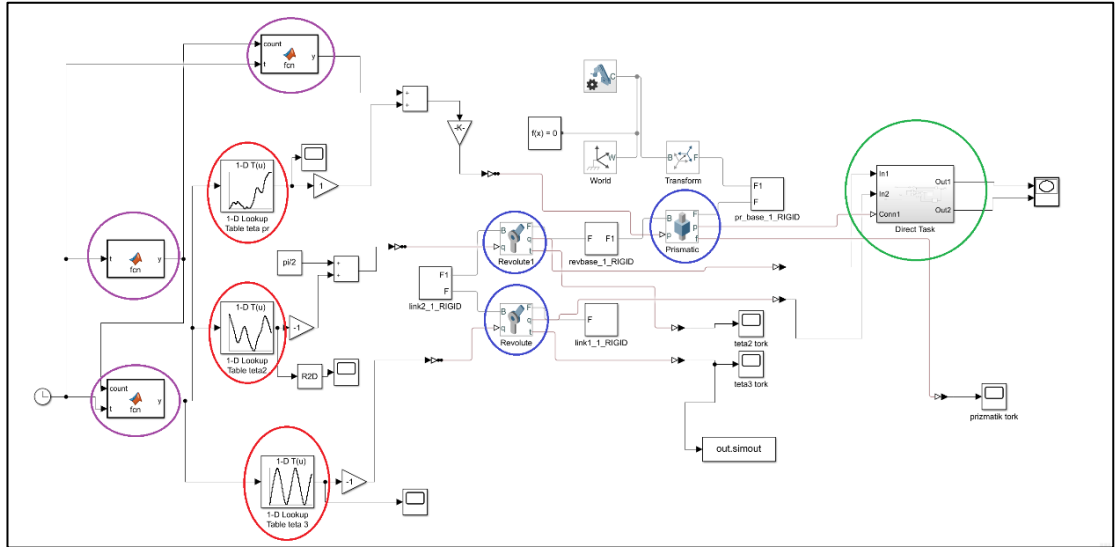 count
t
fcn
y
-K-
C
f(x) = 0
W
World
B
F
Transform
F1
F
pr_base_1_RIGID
1-D T(u)
1-D Lookup
Table teta pr
1
B
F
q
q
t
Revolute1
F
F1
revbase_1_RIGID
B
F
p
p
f
Prismatic
In1
In2
Conn1
Out1
Out2
Direct Task
t
fcn
y
pi/2
F1
F
link2_1_RIGID
1-D T(u)
1-D Lookup
Table teta2
-1
B
F
q
q
t
Revolute
F
link1_1_RIGID
teta2 tork
R2D
teta3 tork
count
t
fcn
y
prizmatik tork
out.simout
1-D T(u)
1-D Lookup
Table teta 3
-1